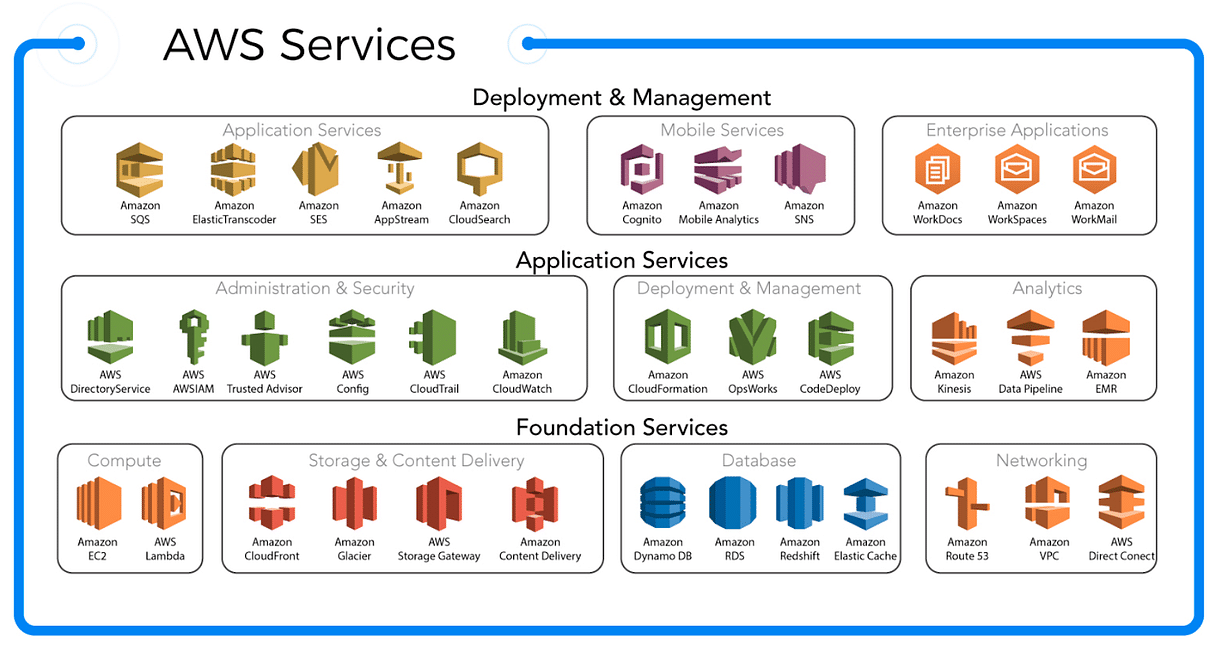 AWS Services
Deployment & Management
Application Services
Amazon
SQS
Amazon
ElasticTranscoder
Amazon
SES
Amazon
AppStream
Amazon
CloudSearch
Mobile Services
Amazon
Cognito
Amazon
Mobile Analytics
Amazon
SNS
Enterprise Applications
Amazon
WorkDocs
Amazon
WorkSpaces
Amazon
WorkMail
Application Services
Administration & Security
AWS
DirectoryService
AWS
AWSIAM
AWS
Trusted Advisor
AWS
Config
AWS
CloudTrail
Amazon
CloudWatch
Deployment & Management
Amazon
CloudFormation
AWS
OpsWorks
AWS
CodeDeploy
Analytics
Amazon
Kinesis
AWS
Data Pipeline
Amazon
EMR
Foundation Services
Compute
Amazon
EC2
AWS
Lambda
Storage & Content Delivery
Amazon
CloudFront
Amazon
Glacier
AWS
Storage Gateway
Amazon
Content Delivery
Database
Amazon
Dynamo DB
Amazon
RDS
Amazon
Redshift
Amazon
Elastic Cache
Networking
Amazon
Route 53
Amazon
VPC
AWS
Direct Conect